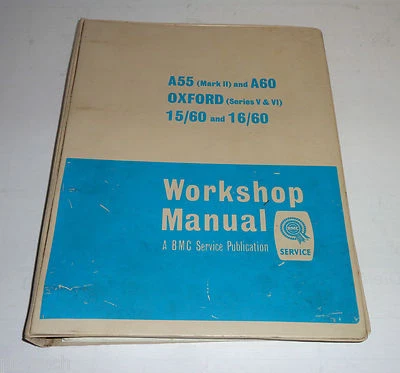 A55 (Mark II) and A60
OXFORD (Series V & VI)
15/60 and 16/60
Workshop
Manual
A BMC Service Publication
BMC
SERVICE